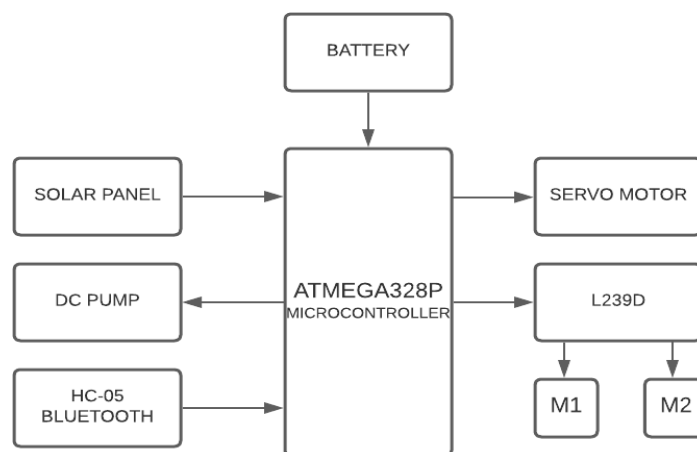 BATTERY
SOLAR PANEL
SERVO MOTOR
DC PUMP
ATMEGA328P
MICROCONTROLLER
L239D
HC-05
BLUETOOTH
M1
M2